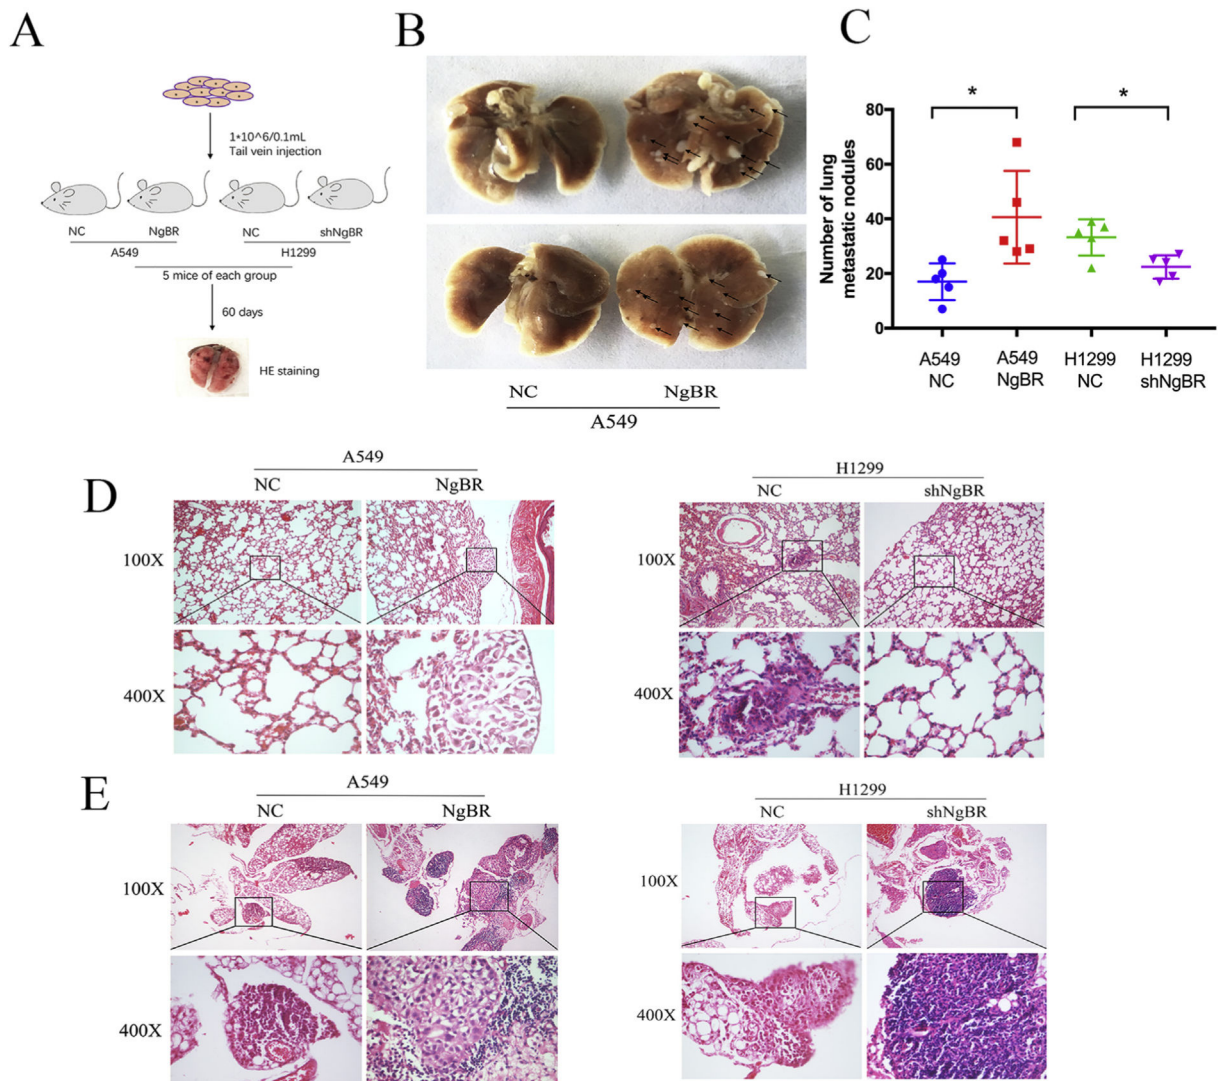 A
1*10^6/0.1mL
Tail vein injection
NC NgBR NC shNgBR
A549 H1299
5 mice of each group
60 days
HE staining
B
NC NgBR
A549
C
Number of lung
metastatic nodules
80
60
40
20
0
* *
A549 A549 H1299 H1299
NC NgBR NC shNgBR
D
A549
NC NgBR
100X
400X
H1299
NC shNgBR
100X
400X
E
A549
NC NgBR
100X
400X
H1299
NC shNgBR
100X
400X